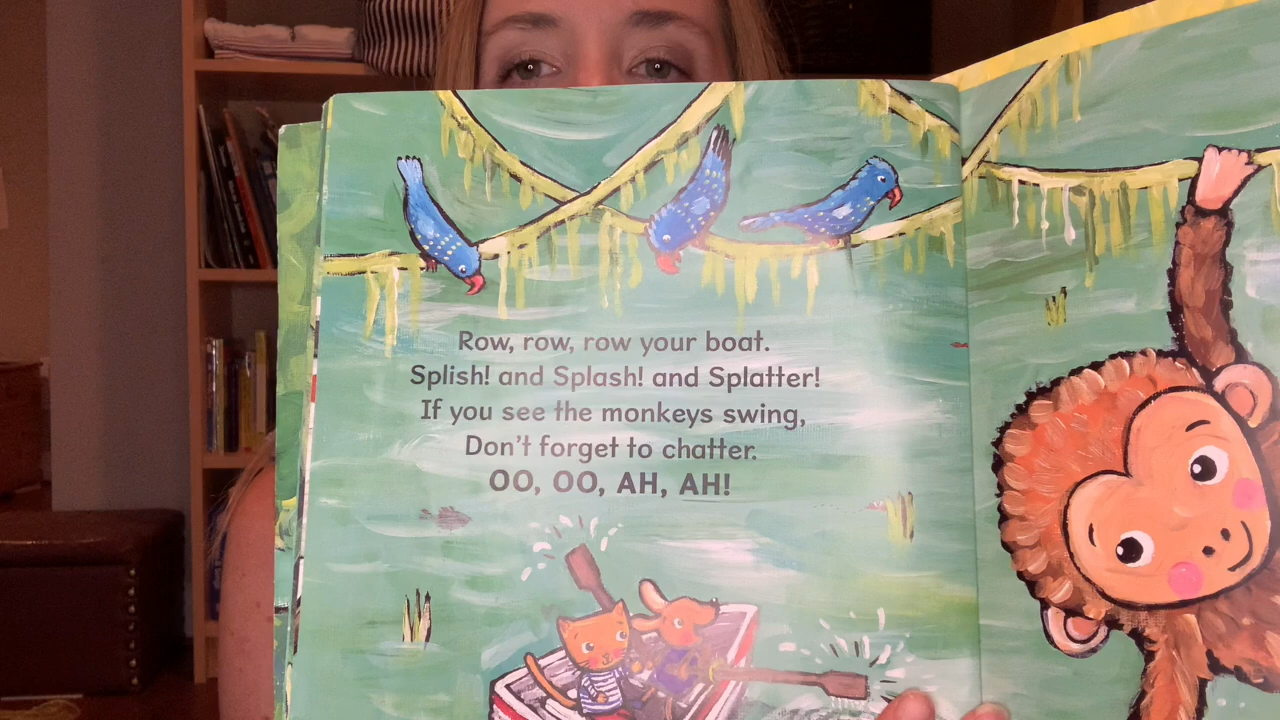 Row, row, row your boat.
Splish! and Splash! and Splatter!
If you see the monkeys swing,
Don't forget to chatter.
OO, OO, AH, AH!